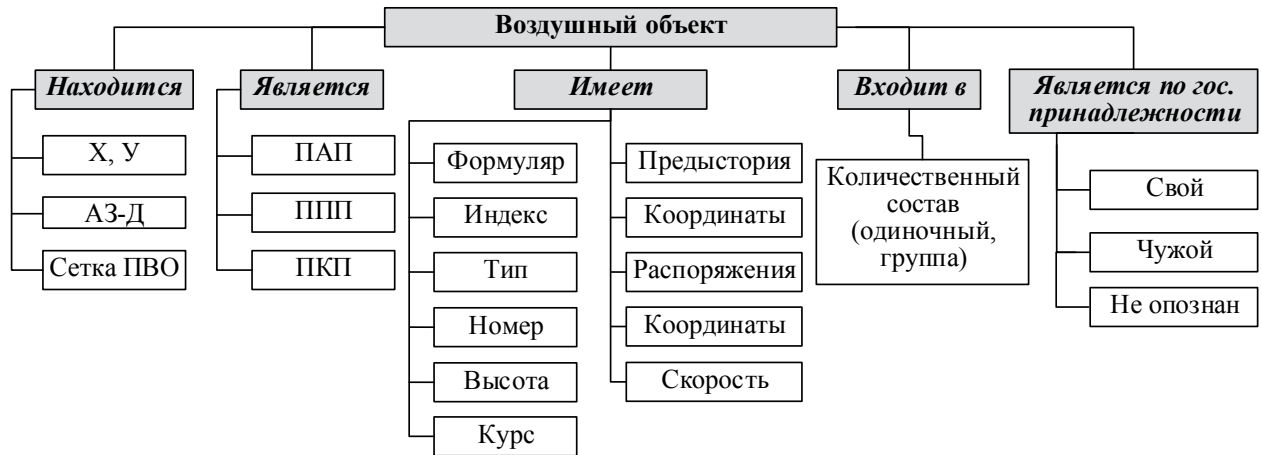 Воздушный объект
Находится
Х, У
АЗ-Д
Сетка ПВО
Является
ПАП
ППП
ПКП
Имеет
Формуляр
Индекс
Тип
Номер
Высота
Курс
Предыстория
Координаты
Распоряжения
Координаты
Скорость
Входит в
Количественный
состав
(одиночный,
группа)
Является по гос.
принадлежности
Свой
Чужой
Не опознан